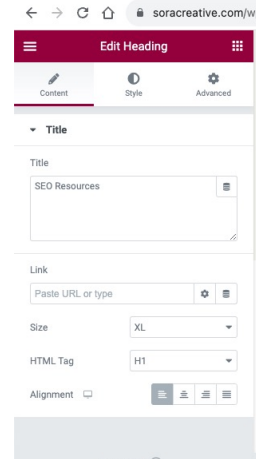 soracreative.com/w
Edit Heading
Content Style Advanced
Title
Title
SEO Resources
Link
Paste URL or type
Size XL
HTML Tag H1
Alignment